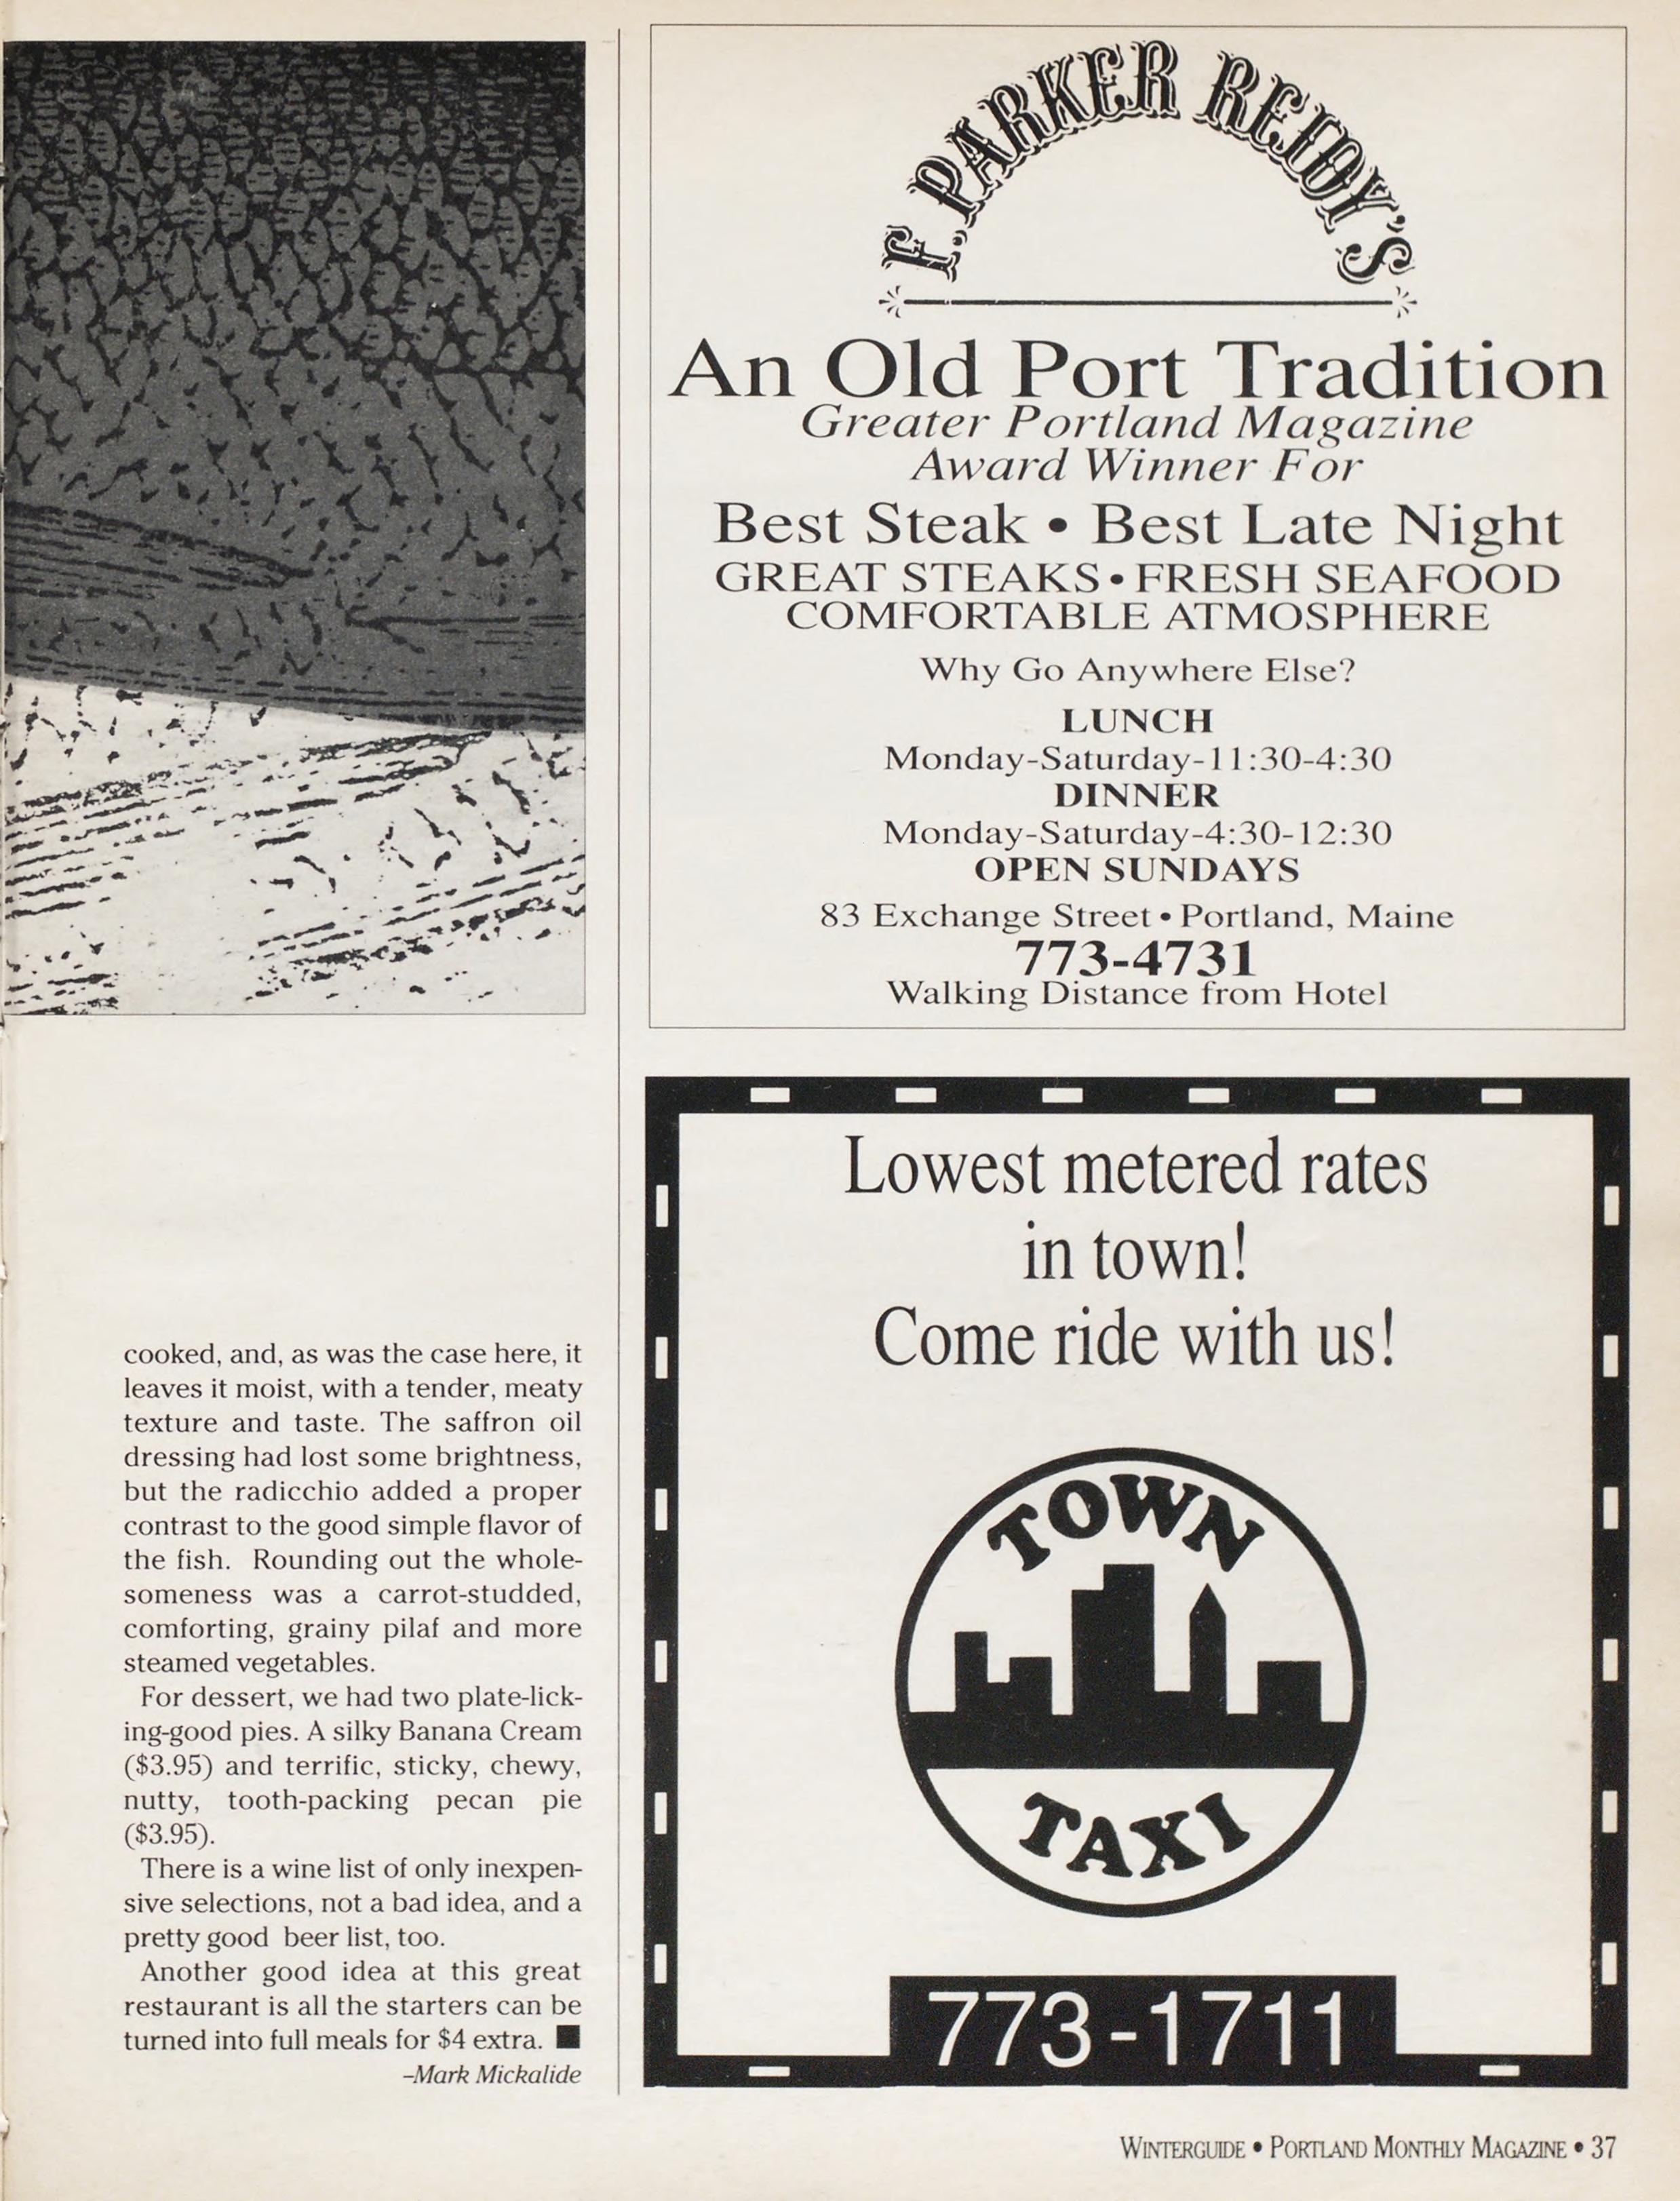 cooked, and, as was the case here, it
leaves it moist, with a tender, meaty
texture and taste. The saffron oil
dressing had lost some brightness,
but the radicchio added a proper
contrast to the good simple flavor of
the fish. Rounding out the whole-
someness was a carrot-studded,
comforting, grainy pilaf and more
steamed vegetables.
For dessert, we had two plate-lick-
ing-good pies. A silky Banana Cream
($3.95) and terrific, sticky, chewy,
nutty, tooth-packing pecan pie
($3.95).
There is a wine list of only inexpen-
sive selections, not a bad idea, and a
pretty good beer list, too.
Another good idea at this great
restaurant is all the starters can be
turned into full meals for $4 extra. ■
–Mark Mickalide
F. PARKER REIDY'S
An Old Port Tradition
Greater Portland Magazine
Award Winner For
Best Steak • Best Late Night
GREAT STEAKS • FRESH SEAFOOD
COMFORTABLE ATMOSPHERE
Why Go Anywhere Else?
LUNCH
Monday-Saturday-11:30-4:30
DINNER
Monday-Saturday-4:30-12:30
OPEN SUNDAYS
83 Exchange Street • Portland, Maine
773-4731
Walking Distance from Hotel
Lowest metered rates
in town!
Come ride with us!
TOWN
TAXI
773-1711
WINTERGUIDE • PORTLAND MONTHLY MAGAZINE • 37